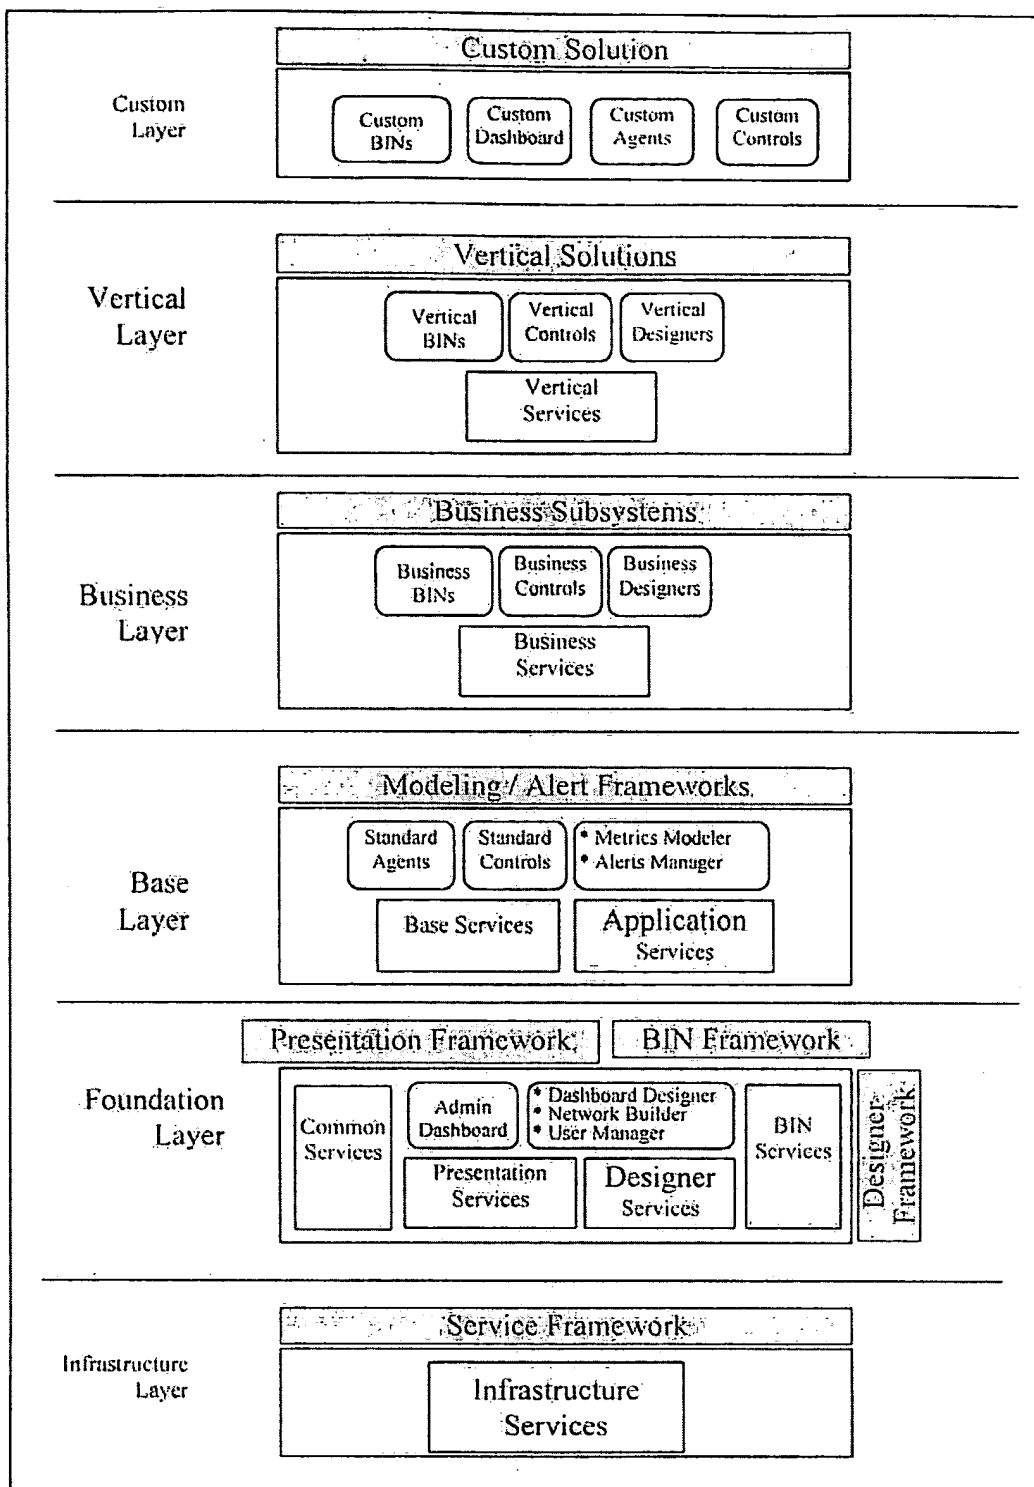 Custom Solution
Custom
Layer
Custom
BINs
Custom
Dashboard
Custom
Agents
Custom
Controls
Vertical Solutions
Vertical
Layer
Vertical
BINs
Vertical
Controls
Vertical
Designers
Vertical
Services
Business Subsystems
Business
Layer
Business
BINs
Business
Controls
Business
Designers
Business
Services
Modeling / Alert Frameworks
Base
Layer
Standard
Agents
Standard
Controls
* Metrics Modeler
* Alerts Manager
Base Services
Application
Services
Presentation Framework
BIN Framework
Foundation
Layer
Common
Services
Admin
Dashboard
* Dashboard Designer
* Network Builder
* User Manager
BIN
Services
Presentation
Services
Designer
Services
Designer
Framework
Service Framework
Infrastructure
Layer
Infrastructure
Services